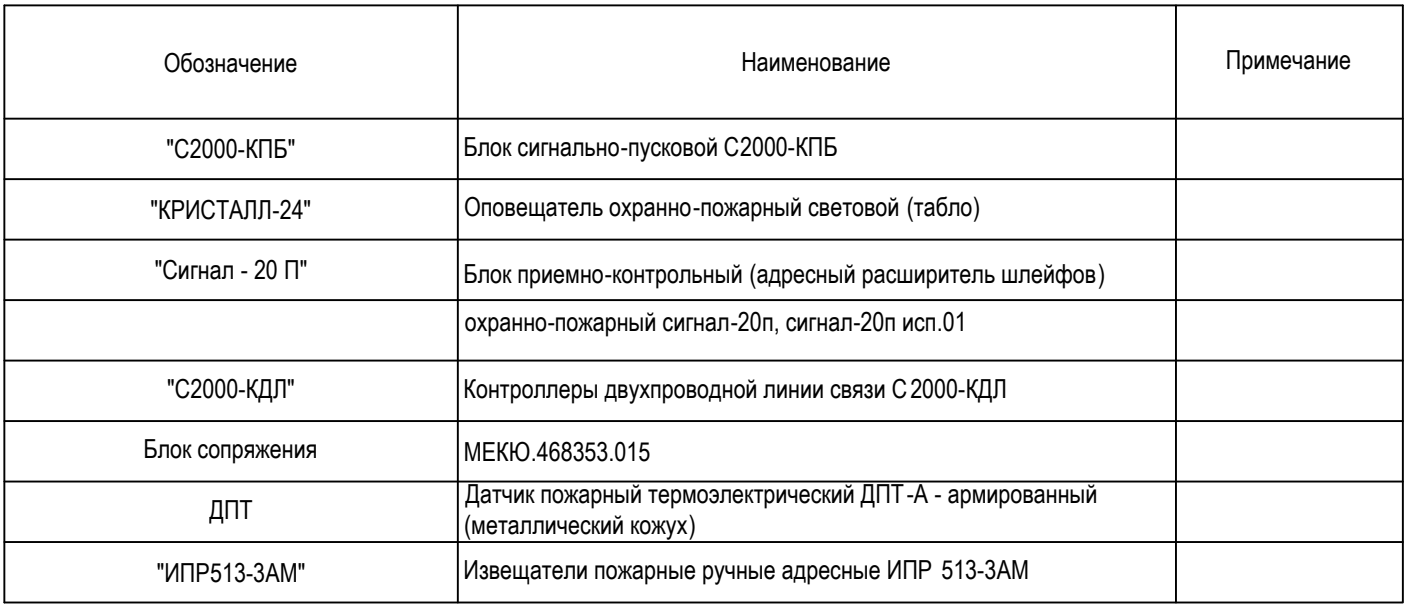 Обозначение Наименование Примечание
"С2000-КПБ" Блок сигнально-пусковой С2000-КПБ
"КРИСТАЛЛ-24" Оповещатель охранно-пожарный световой (табло)
"Сигнал - 20 П" Блок приемно-контрольный (адресный расширитель шлейфов)
охранно-пожарный сигнал-20п, сигнал-20п исп.01
"С2000-КДЛ" Контроллеры двухпроводной линии связи С2000-КДЛ
Блок сопряжения МЕКЮ.468353.015
ДПТ Датчик пожарный термоэлектрический ДПТ-А - армированный
(металлический кожух)
"ИПР513-3АМ" Извещатели пожарные ручные адресные ИПР 513-3АМ